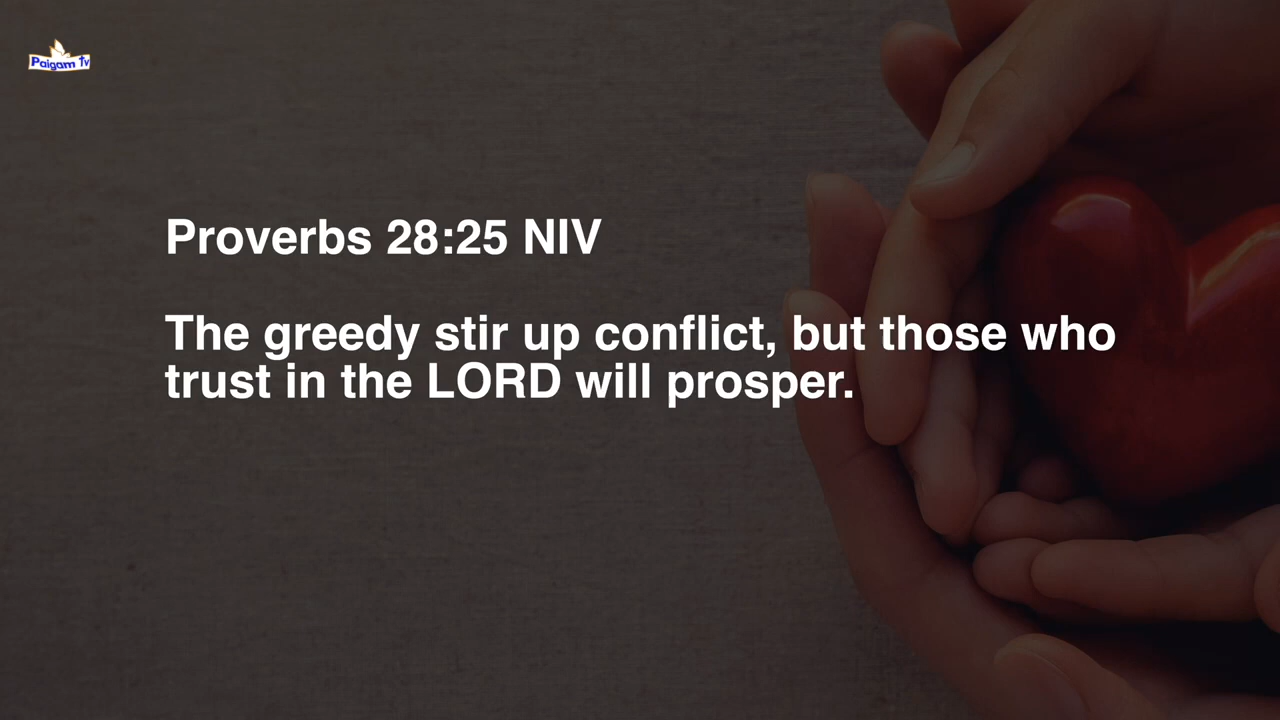 Paigam Tv
Proverbs 28:25 NIV
The greedy stir up conflict, but those who
trust in the LORD will prosper.